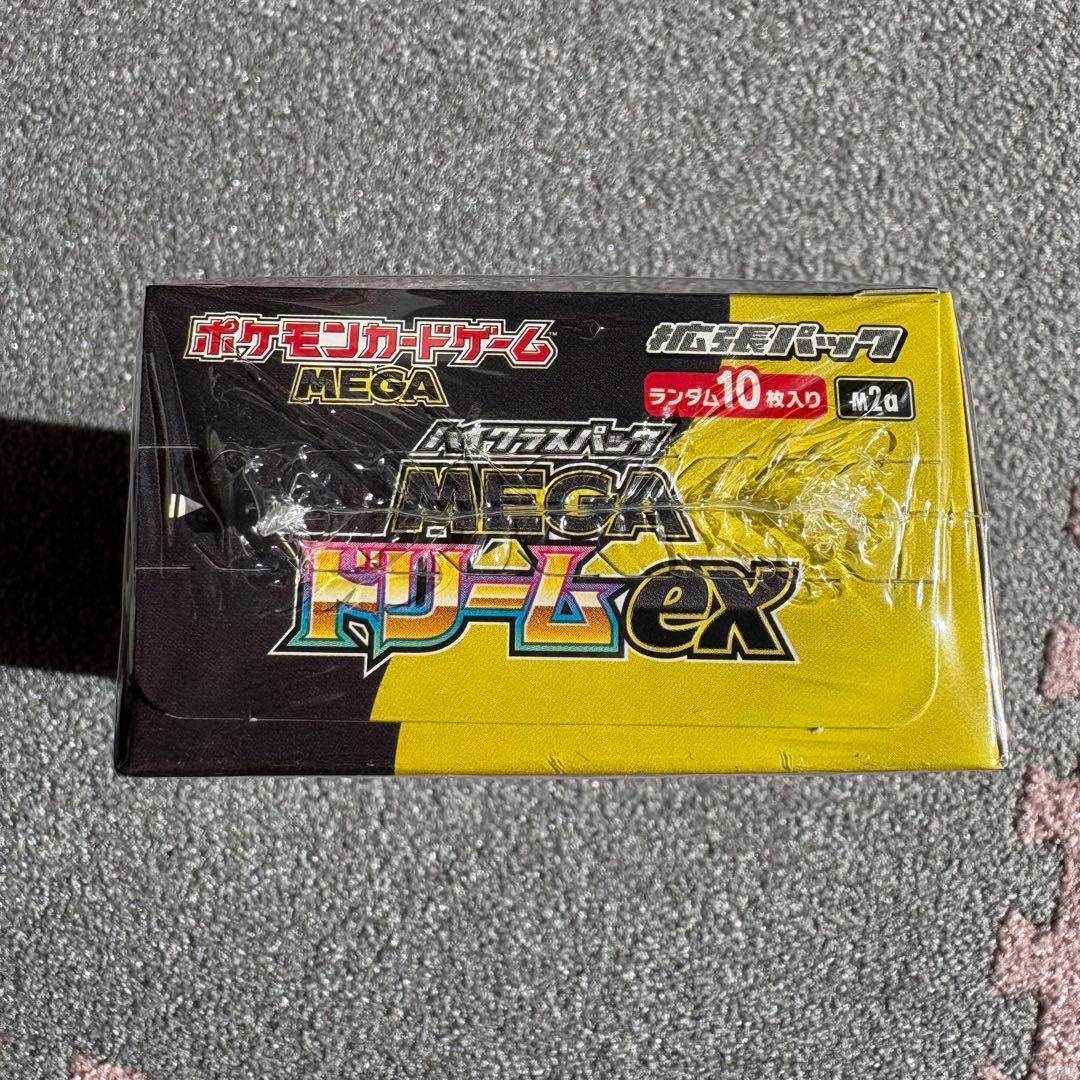 ポケモンカードゲーム™
MEGA
拡張パック
ランダム10枚入り
M2a
ハイクラスパック
MEGA
ドリームex